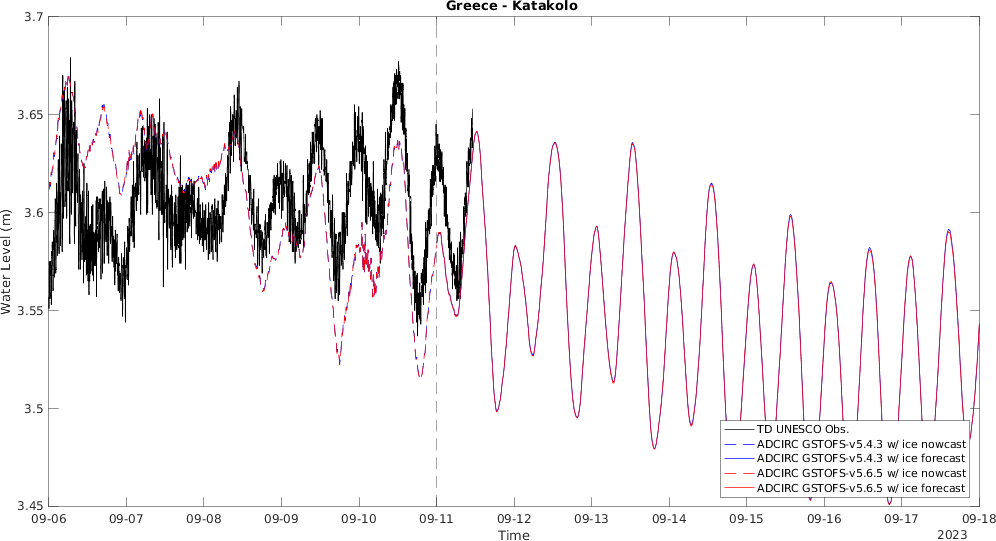 Greece - Katakolo
Water Level (m)
3.7
3.65
3.6
3.55
3.5
3.45
TD UNESCO Obs.
ADCIRC GSTOFS-v5.4.3 w/ ice nowcast
ADCIRC GSTOFS-v5.4.3 w/ ice forecast
ADCIRC GSTOFS-v5.6.5 w/ ice nowcast
ADCIRC GSTOFS-v5.6.5 w/ ice forecast
09-06 09-07 09-08 09-09 09-10 09-11 09-12 09-13 09-14 09-15 09-16 09-17 09-18
Time
2023